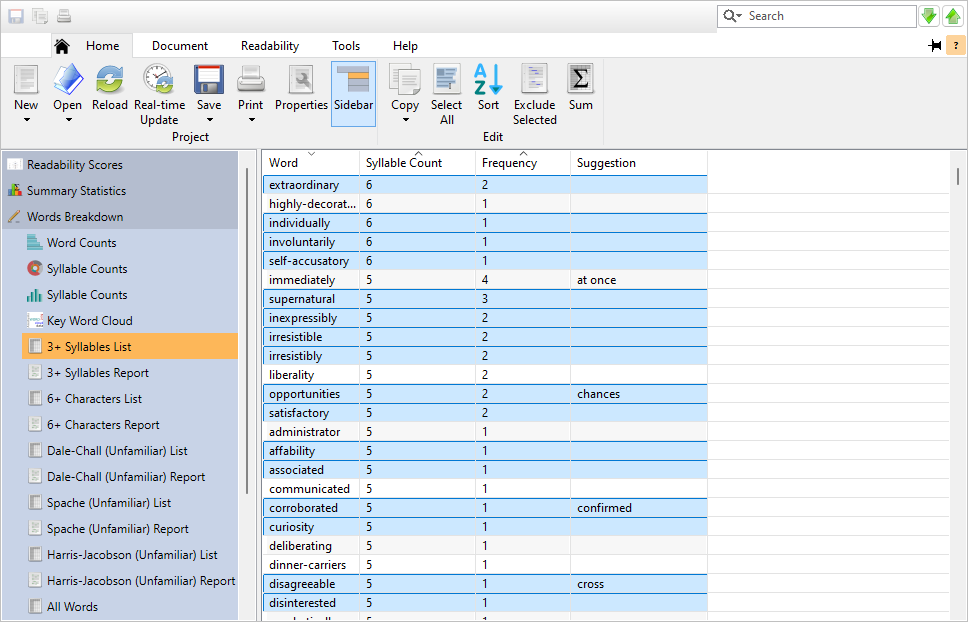 Search
Home Document Readability Tools Help
?
New Open Reload Real-time Update Save Print Properties Sidebar Copy Select All Sort Exclude Selected Sum
Project Edit
Readability Scores
Summary Statistics
Words Breakdown
Word Counts
Syllable Counts
Syllable Counts
Key Word Cloud
3+ Syllables List
3+ Syllables Report
6+ Characters List
6+ Characters Report
Dale-Chall (Unfamiliar) List
Dale-Chall (Unfamiliar) Report
Spache (Unfamiliar) List
Spache (Unfamiliar) Report
Harris-Jacobson (Unfamiliar) List
Harris-Jacobson (Unfamiliar) Report
All Words
Word Syllable Count Frequency Suggestion
extraordinary 6 2
highly-decorat... 6 1
individually 6 1
involuntarily 6 1
self-accusatory 6 1
immediately 5 4 at once
supernatural 5 3
inexpressibly 5 2
irresistible 5 2
irresistibly 5 2
liberality 5 2
opportunities 5 2 chances
satisfactory 5 2
administrator 5 1
affability 5 1
associated 5 1
communicated 5 1
corroborated 5 1 confirmed
curiosity 5 1
deliberating 5 1
dinner-carriers 5 1
disagreeable 5 1 cross
disinterested 5 1